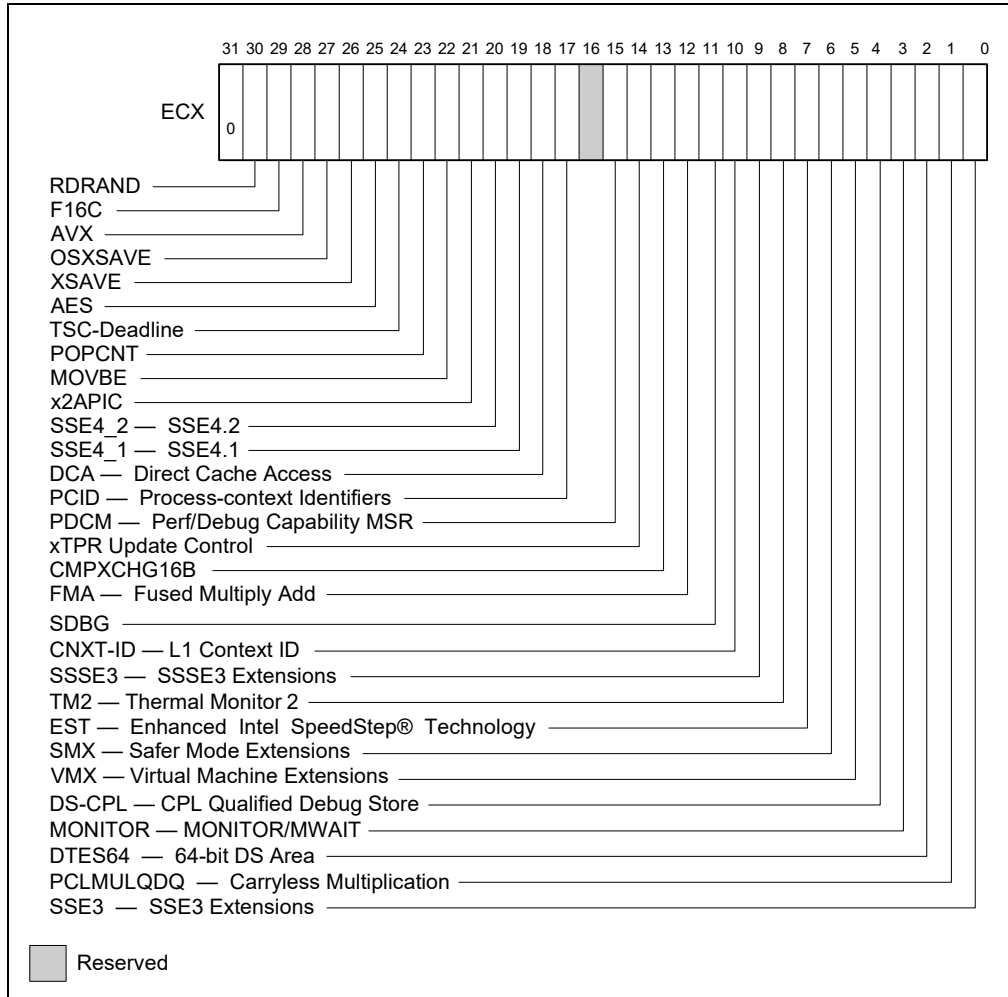 31 30 29 28 27 26 25 24 23 22 21 20 19 18 17 16 15 14 13 12 11 10 9 8 7 6 5 4 3 2 1 0
ECX
0
RDRAND
F16C
AVX
OSXSAVE
XSAVE
AES
TSC-Deadline
POPCNT
MOVBE
x2APIC
SSE4_2 — SSE4.2
SSE4_1 — SSE4.1
DCA — Direct Cache Access
PCID — Process-context Identifiers
PDCM — Perf/Debug Capability MSR
xTPR Update Control
CMPXCHG16B
FMA — Fused Multiply Add
SDBG
CNXT-ID — L1 Context ID
SSSE3 — SSSE3 Extensions
TM2 — Thermal Monitor 2
EST — Enhanced Intel SpeedStep® Technology
SMX — Safer Mode Extensions
VMX — Virtual Machine Extensions
DS-CPL — CPL Qualified Debug Store
MONITOR — MONITOR/MWAIT
DTES64 — 64-bit DS Area
PCLMULQDQ — Carryless Multiplication
SSE3 — SSE3 Extensions
Reserved